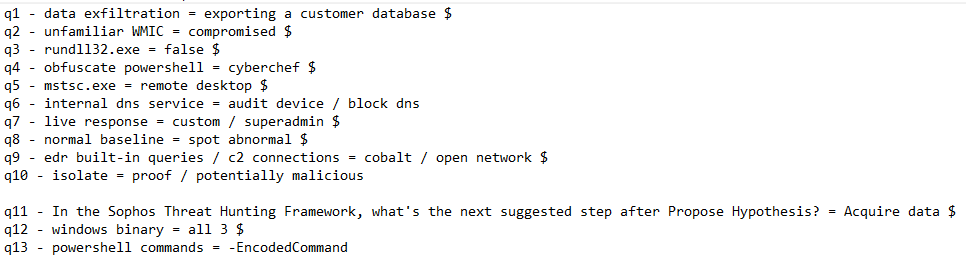 q1 - data exfiltration = exporting a customer database $
q2 - unfamiliar WMIC = compromised $
q3 - rundll32.exe = false $
q4 - obfuscate powershell = cyberchef $
q5 - mstsc.exe = remote desktop $
q6 - internal dns service = audit device / block dns
q7 - live response = custom / superadmin $
q8 - normal baseline = spot abnormal $
q9 - edr built-in queries / c2 connections = cobalt / open network $
q10 - isolate = proof / potentially malicious
q11 - In the Sophos Threat Hunting Framework, what's the next suggested step after Propose Hypothesis? = Acquire data $
q12 - windows binary = all 3 $
q13 - powershell commands = -EncodedCommand